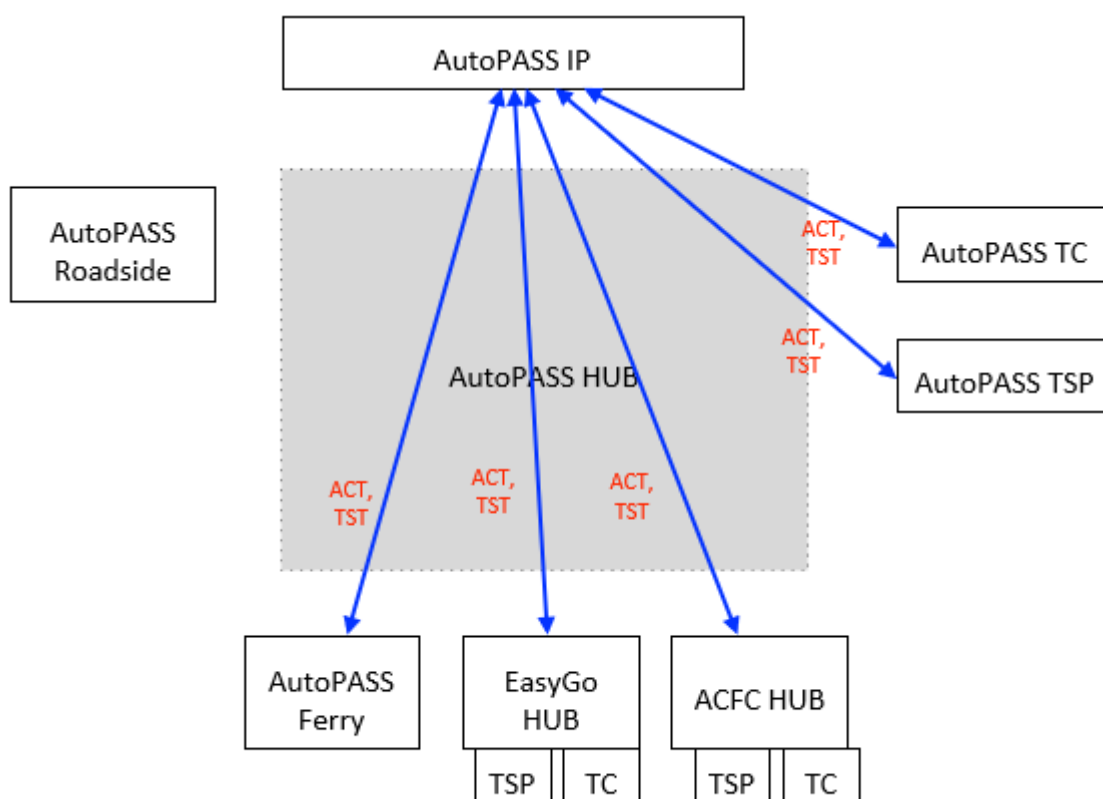 AutoPASS IP
AutoPASS
Roadside
ACT,
TST
AutoPASS TC
ACT,
TST
AutoPASS TSP
AutoPASS HUB
ACT,
TST
ACT,
TST
ACT,
TST
AutoPASS
Ferry
EasyGo
HUB
ACFC HUB
TSP
TC
TSP
TC